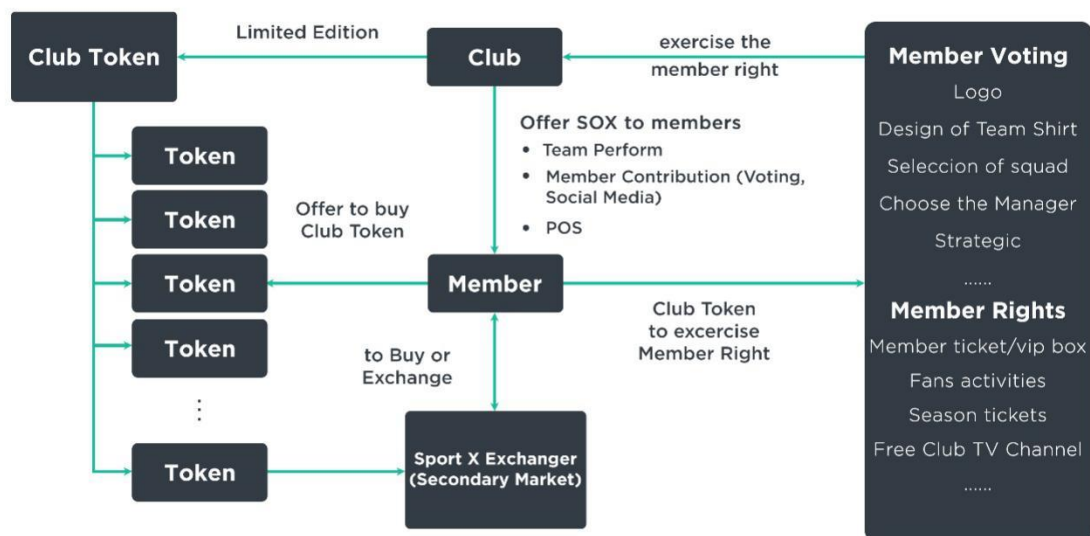 Club Token
Limited Edition
Club
exercise the
member right
Member Voting
Logo
Design of Team Shirt
Seleccion of squad
Choose the Manager
Strategic
......
Member Rights
Member ticket/vip box
Fans activities
Season tickets
Free Club TV Channel
......
Offer SOX to members
• Team Perform
• Member Contribution (Voting,
Social Media)
• POS
Token
Token
Token
Token
⋮
Token
Offer to buy
Club Token
Member
Club Token
to excercise
Member Right
to Buy or
Exchange
Sport X Exchanger
(Secondary Market)